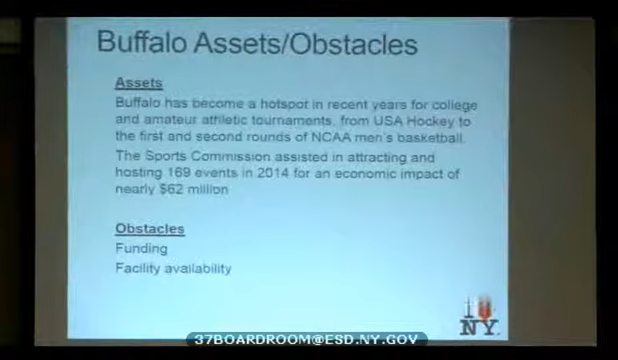 Buffalo Assets/Obstacles
Assets
Buffalo has become a hotspot in recent years for college
and amateur athletic tournaments, from USA Hockey to
the first and second rounds of NCAA men's basketball.
The Sports Commission assisted in attracting and
hosting 169 events in 2014 for an economic impact of
nearly $62 million
Obstacles
Funding
Facility availability
I
NY
37BOARDROOM@ESD.NY.GOV